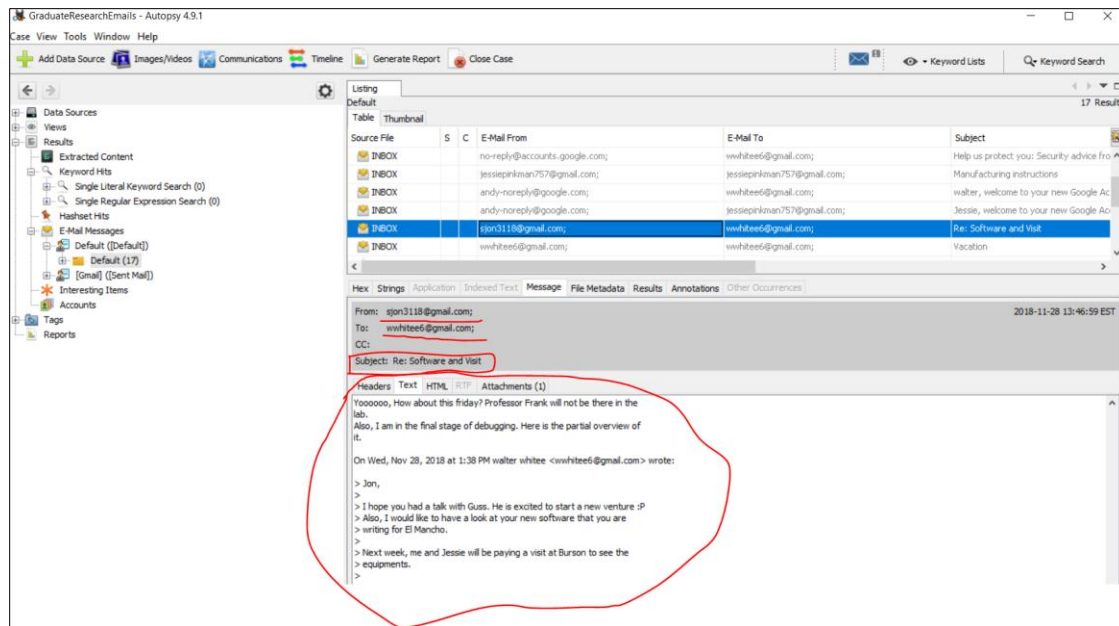 GraduateResearchEmails - Autopsy 4.9.1
Case View Tools Window Help
Add Data Source Images/Videos Communications Timeline Generate Report Close Case Keyword Lists Keyword Search
Listing
Default 17 Result
Table Thumbnail
Source File S C E-Mail From E-Mail To Subject
INBOX no-reply@accounts.google.com; wwhitee6@gmail.com; Help us protect you: Security advice fro
INBOX jessiepinkman757@gmail.com; jessiepinkman757@gmail.com; Manufacturing instructions
INBOX andy-noreply@google.com; wwhitee6@gmail.com; walter, welcome to your new Google Ac
INBOX andy-noreply@google.com; jessiepinkman757@gmail.com; Jessie, welcome to your new Google Ac
INBOX sjon3118@gmail.com; wwhitee6@gmail.com; Re: Software and Visit
INBOX wwhitee6@gmail.com; wwhitee6@gmail.com; Vacation
Data Sources
Views
Results
Extracted Content
Keyword Hits
Single Literal Keyword Search (0)
Single Regular Expression Search (0)
Hashset Hits
E-Mail Messages
Default ([Default])
Default (17)
[Gmail] ([Sent Mail])
Interesting Items
Accounts
Tags
Reports
Hex Strings Application Indexed Text Message File Metadata Results Annotations Other Occurrences
From: sjon3118@gmail.com; 2018-11-28 13:46:59 EST
To: wwhitee6@gmail.com;
CC:
Subject: Re: Software and Visit
Headers Text HTML RTF Attachments (1)
Yoooooo, How about this friday? Professor Frank will not be there in the
lab.
Also, I am in the final stage of debugging. Here is the partial overview of
it.
On Wed, Nov 28, 2018 at 1:38 PM walter whitee <wwhitee6@gmail.com> wrote:
> Jon,
>
> I hope you had a talk with Guss. He is excited to start a new venture :P
> Also, I would like to have a look at your new software that you are
> writing for El Mancho.
>
> Next week, me and Jessie will be paying a visit at Burson to see the
> equipments.
>